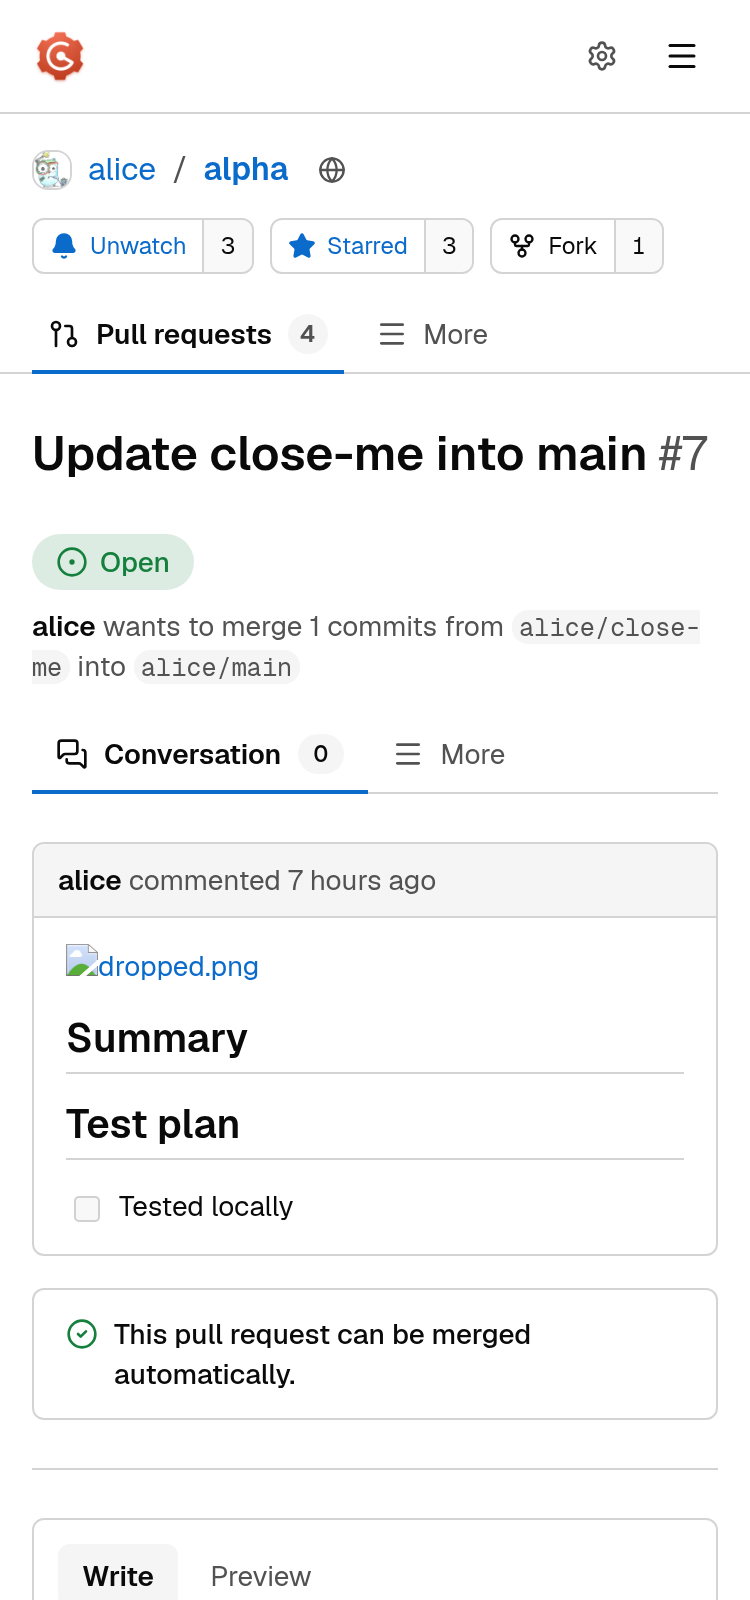 alice / alpha
Unwatch 3 Starred 3 Fork 1
Pull requests 4 More
Update close-me into main #7
Open
alice wants to merge 1 commits from alice/close-
me into alice/main
Conversation 0 More
alice commented 7 hours ago
dropped.png
Summary
Test plan
Tested locally
This pull request can be merged
automatically.
Write Preview